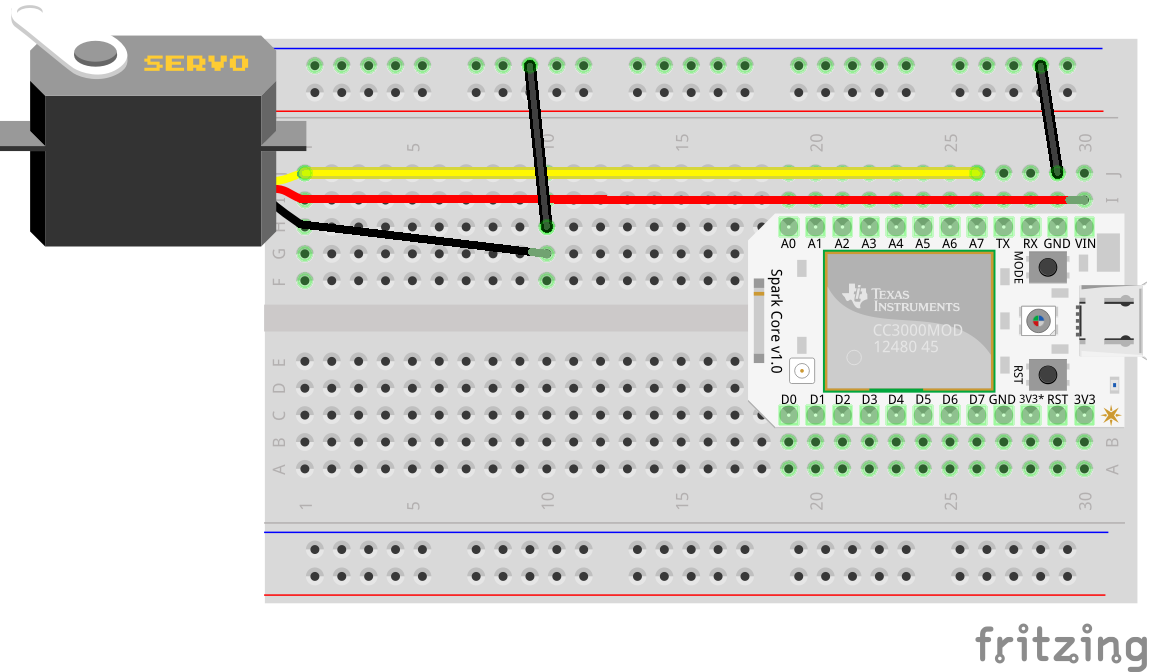 SERVO
1 5 10 15 20 25 30
J J
I I
H
G
F
A0 A1 A2 A3 A4 A5 A6 A7 TX RX GND VIN
MODE
Spark Core v1.0
TEXAS
INSTRUMENTS
CC3000MOD
12480 45
RST
D0 D1 D2 D3 D4 D5 D6 D7 GND 3V3* RST 3V3
E
D
C
B B
A A
1 5 10 15 20 25 30
fritzing